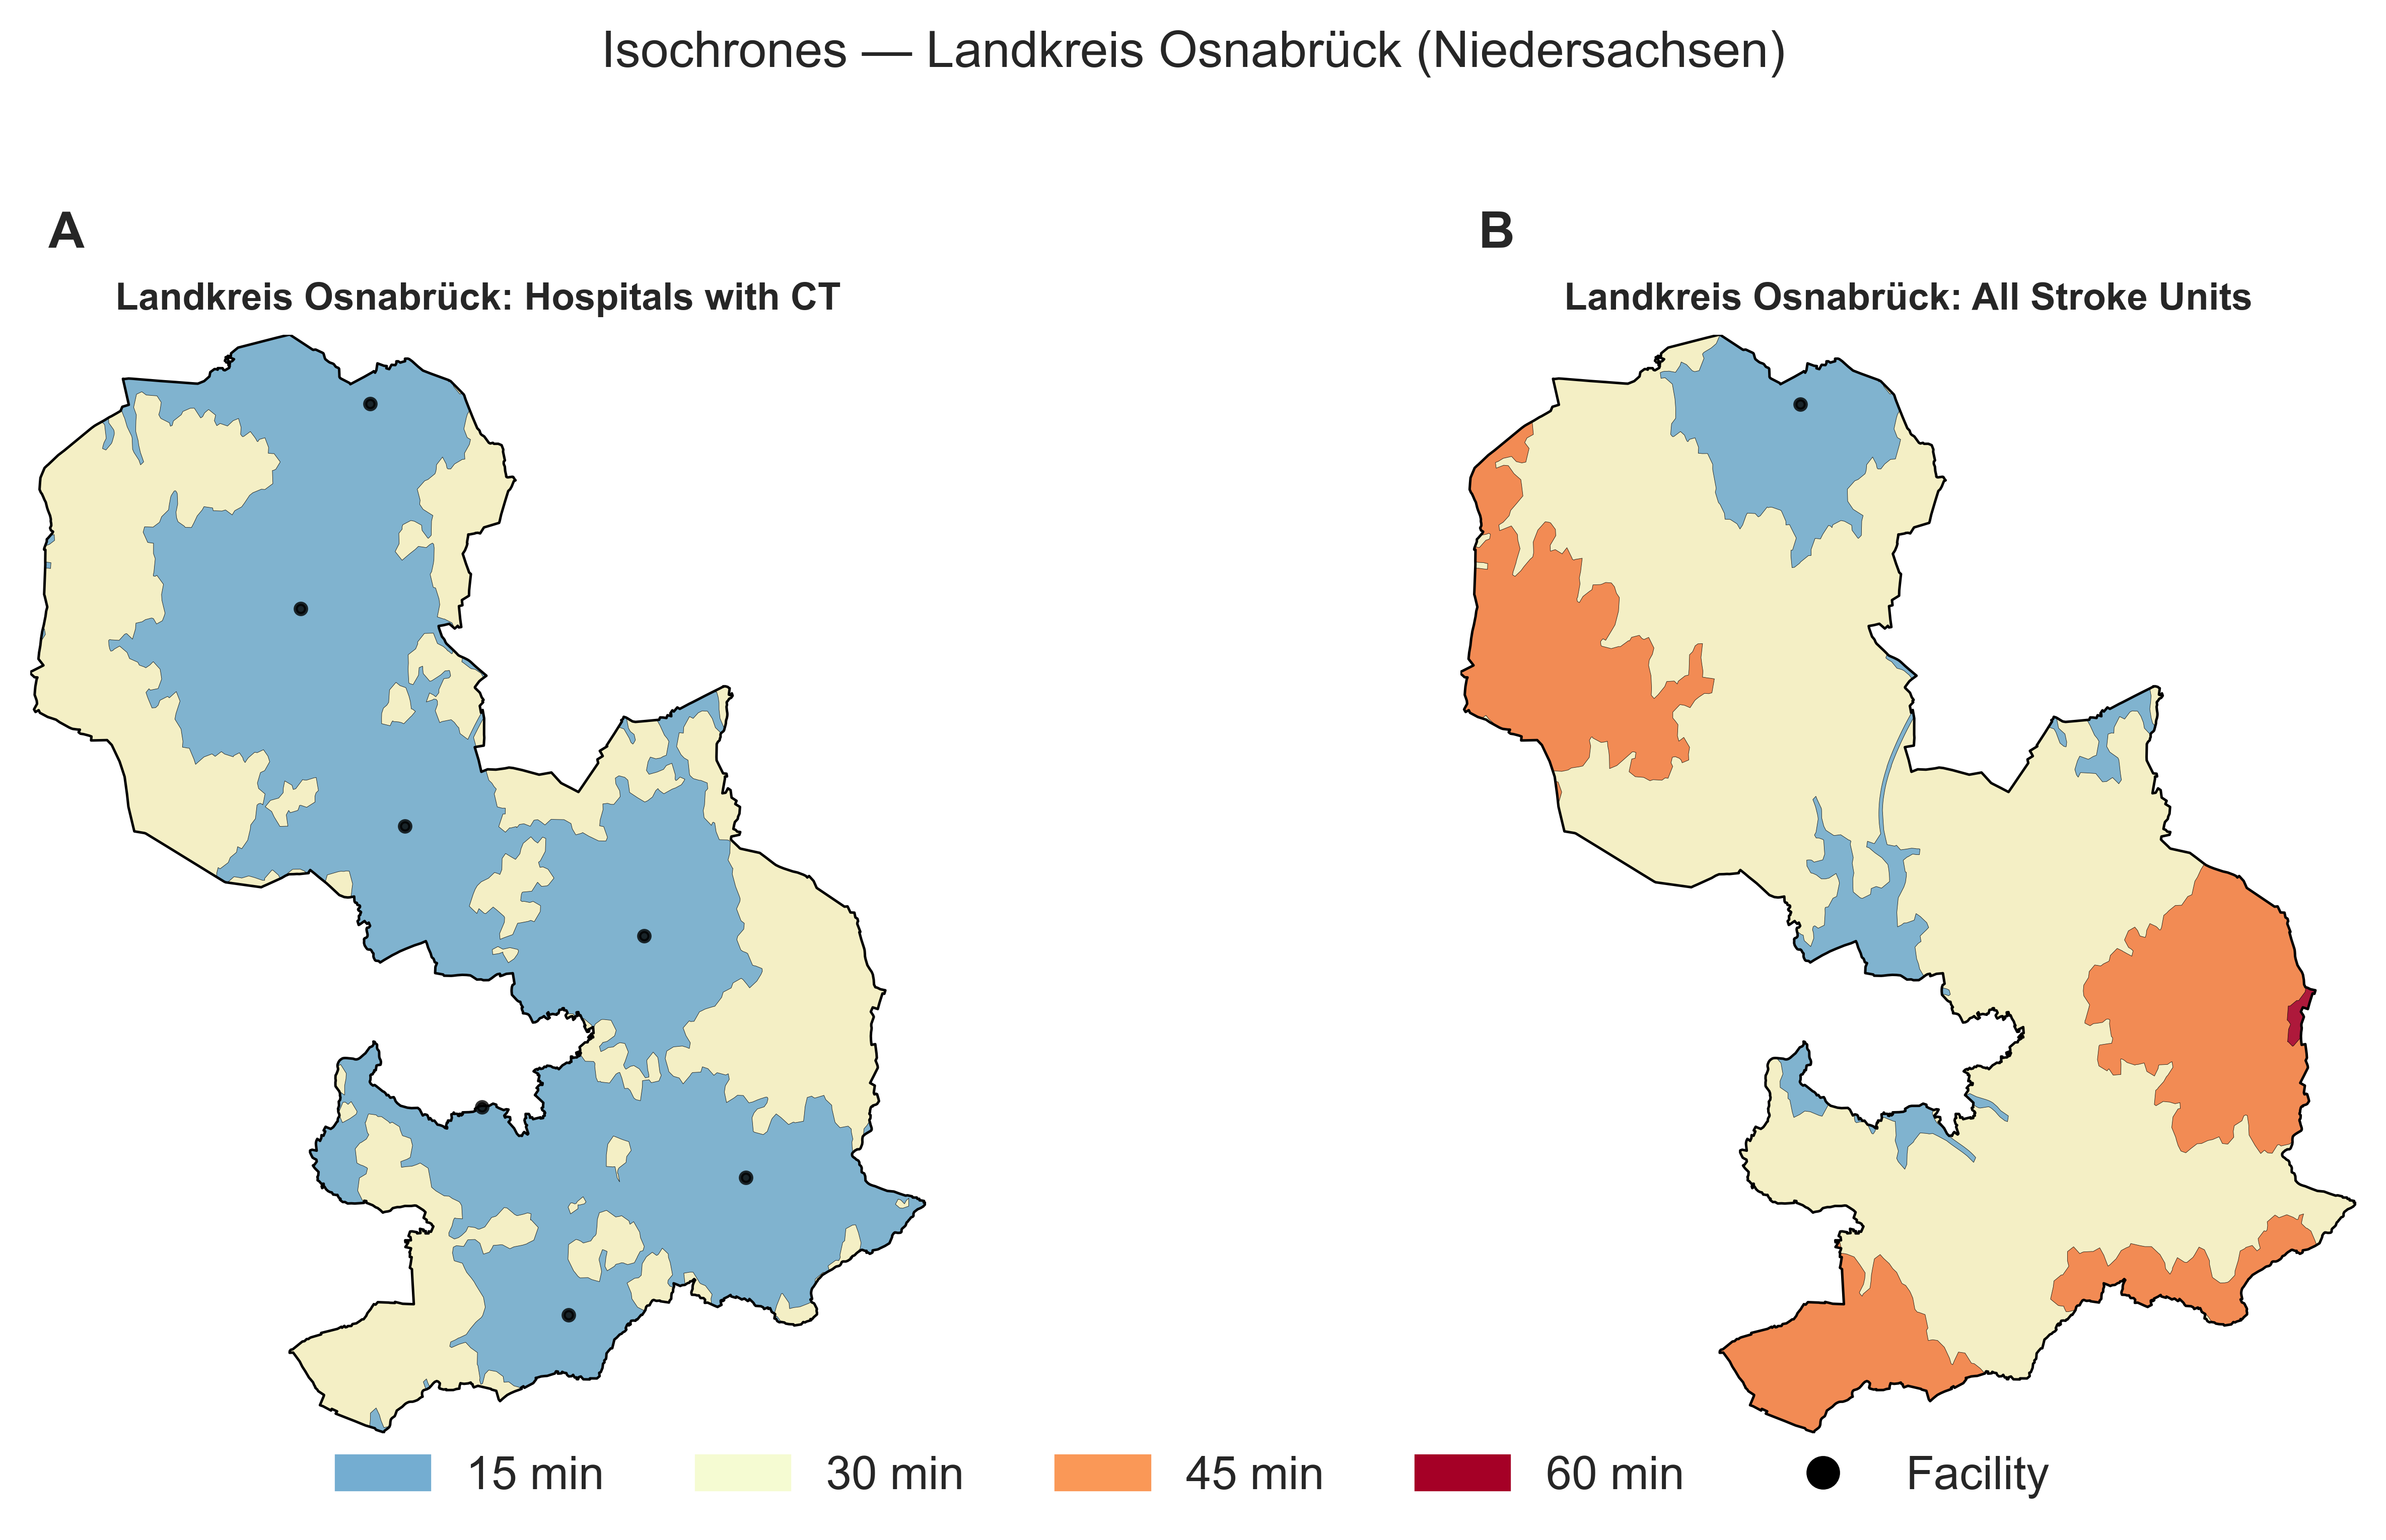 Isochrones — Landkreis Osnabrück (Niedersachsen)
A
Landkreis Osnabrück: Hospitals with CT
B
Landkreis Osnabrück: All Stroke Units
15 min
30 min
45 min
60 min
Facility